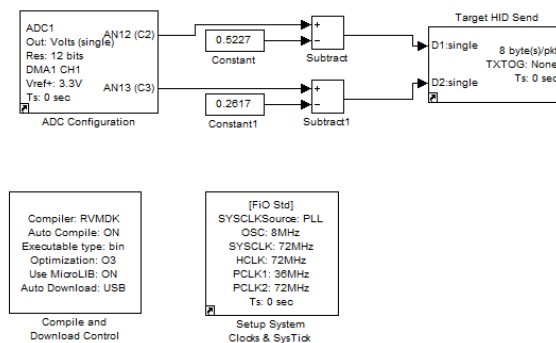 ADC1
Out: Volts (single)
Res: 12 bits
DMA1 CH1
Vref+: 3.3V
Ts: 0 sec
AN12 (C2)
AN13 (C3)
ADC Configuration
0.5227
Constant
0.2617
Constant1
+
−
Subtract
+
−
Subtract1
Target HID Send
D1:single
D2:single
8 byte(s)/pkt
TXTOG: None
Ts: 0 sec
Compiler: RVMDK
Auto Compile: ON
Executable type: bin
Optimization: O3
Use MicroLIB: ON
Auto Download: USB
Compile and
Download Control
[FiO Std]
SYSCLKSource: PLL
OSC: 8MHz
SYSCLK: 72MHz
HCLK: 72MHz
PCLK1: 36MHz
PCLK2: 72MHz
Ts: 0 sec
Setup System
Clocks & SysTick